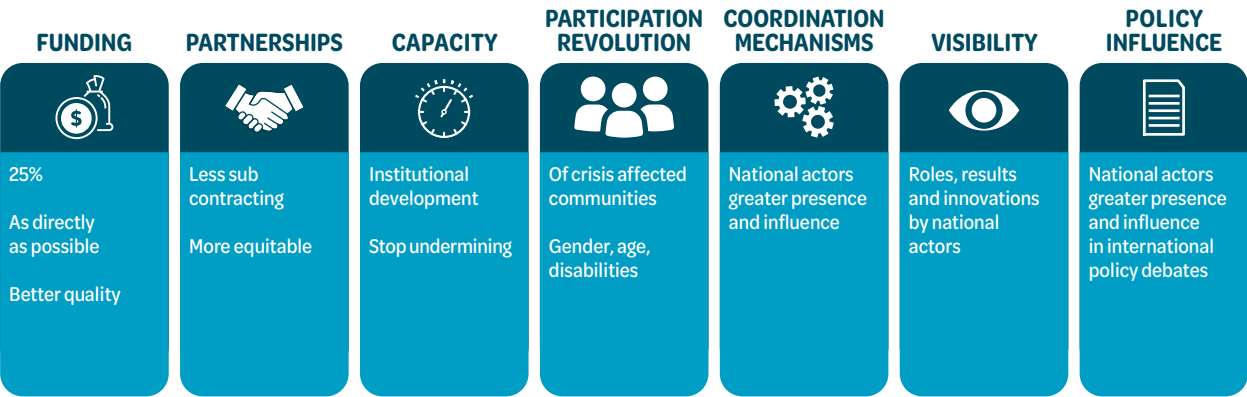 FUNDING
25%
As directly
as possible
Better quality
PARTNERSHIPS
Less sub
contracting
More equitable
CAPACITY
Institutional
development
Stop undermining
PARTICIPATION
REVOLUTION
Of crisis affected
communities
Gender, age,
disabilities
COORDINATION
MECHANISMS
National actors
greater presence
and influence
VISIBILITY
Roles, results
and innovations
by national
actors
POLICY
INFLUENCE
National actors
greater presence
and influence
in international
policy debates
$